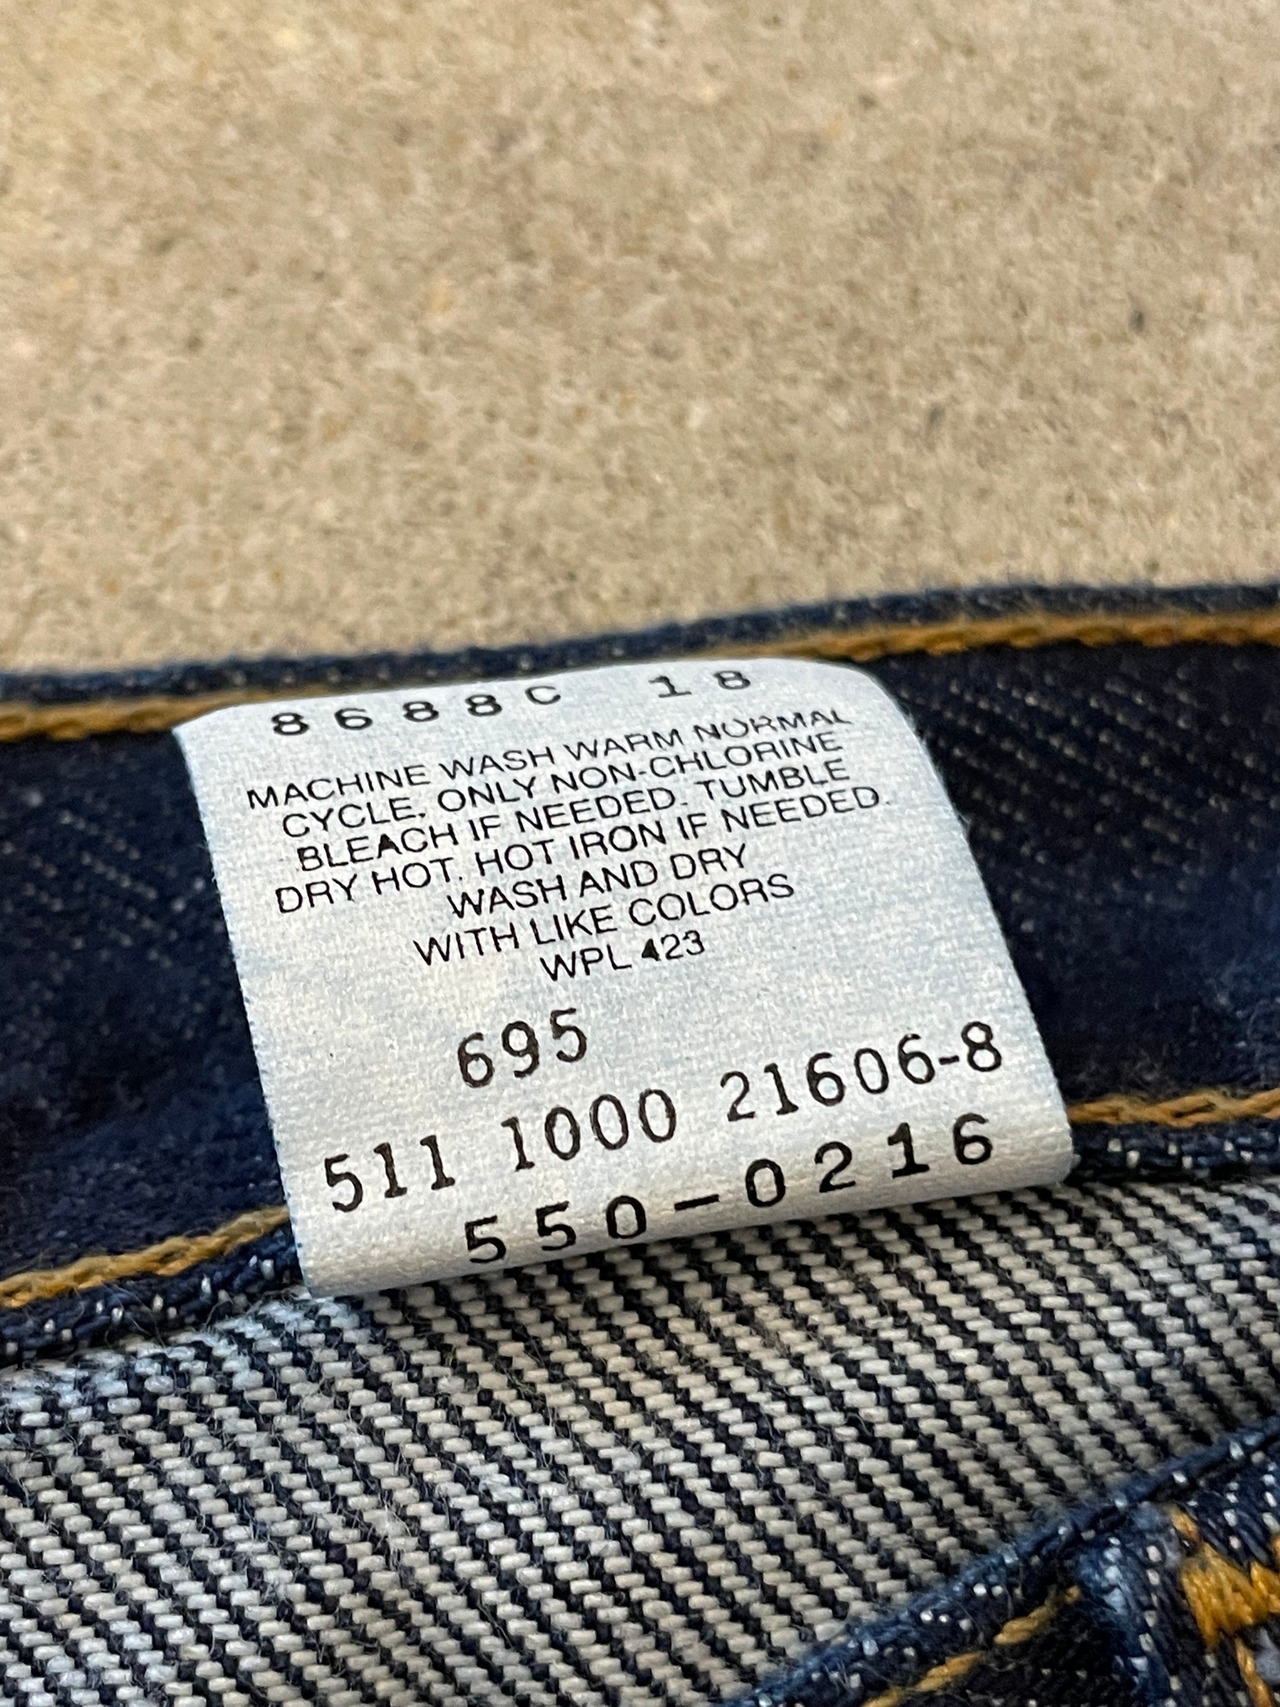 8688C 18
MACHINE WASH WARM NORMAL
CYCLE. ONLY NON-CHLORINE
BLEACH IF NEEDED. TUMBLE
DRY HOT. HOT IRON IF NEEDED.
WASH AND DRY
WITH LIKE COLORS
WPL 423
695
511 1000 21606-8
550-0216